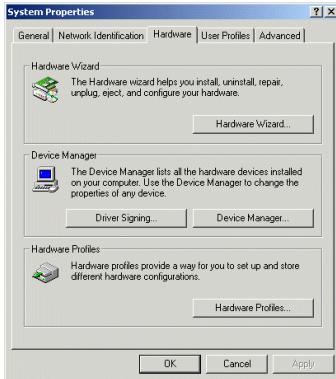 System Properties
General Network Identification Hardware User Profiles Advanced
Hardware Wizard
The Hardware wizard helps you install, uninstall, repair,
unplug, eject, and configure your hardware.
Hardware Wizard...
Device Manager
The Device Manager lists all the hardware devices installed
on your computer. Use the Device Manager to change the
properties of any device.
Driver Signing... Device Manager...
Hardware Profiles
Hardware profiles provide a way for you to set up and store
different hardware configurations.
Hardware Profiles...
OK Cancel Apply